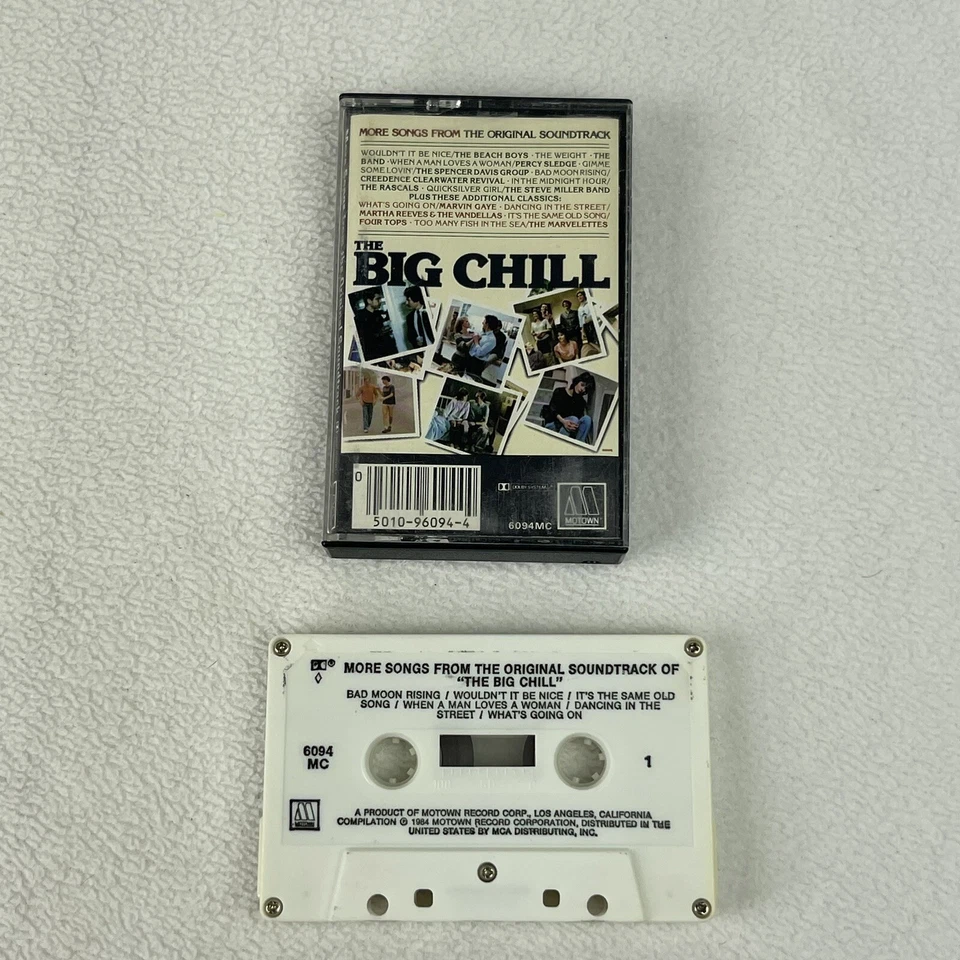 MORE SONGS FROM THE ORIGINAL SOUNDTRACK
WOULDN'T IT BE NICE/THE BEACH BOYS · THE WEIGHT · THE
BAND · WHEN A MAN LOVES A WOMAN/PERCY SLEDGE · GIMME
SOME LOVIN'/THE SPENCER DAVIS GROUP · BAD MOON RISING/
CREEDENCE CLEARWATER REVIVAL · IN THE MIDNIGHT HOUR/
THE RASCALS · QUICKSILVER GIRL/THE STEVE MILLER BAND
PLUS THESE ADDITIONAL CLASSICS:
WHAT'S GOING ON/MARVIN GAYE · DANCING IN THE STREET/
MARTHA REEVES & THE VANDELLAS · IT'S THE SAME OLD SONG/
FOUR TOPS · TOO MANY FISH IN THE SEA/THE MARVELETTES
THE
BIG CHILL
0
5010-96094-4
DOLBY SYSTEM
6094MC
MOTOWN
MORE SONGS FROM THE ORIGINAL SOUNDTRACK OF
"THE BIG CHILL"
BAD MOON RISING / WOULDN'T IT BE NICE / IT'S THE SAME OLD
SONG / WHEN A MAN LOVES A WOMAN / DANCING IN THE
STREET / WHAT'S GOING ON
6094
MC
1
A PRODUCT OF MOTOWN RECORD CORP., LOS ANGELES, CALIFORNIA
COMPILATION ℗ 1984 MOTOWN RECORD CORPORATION, DISTRIBUTED IN THE
UNITED STATES BY MCA DISTRIBUTING, INC.